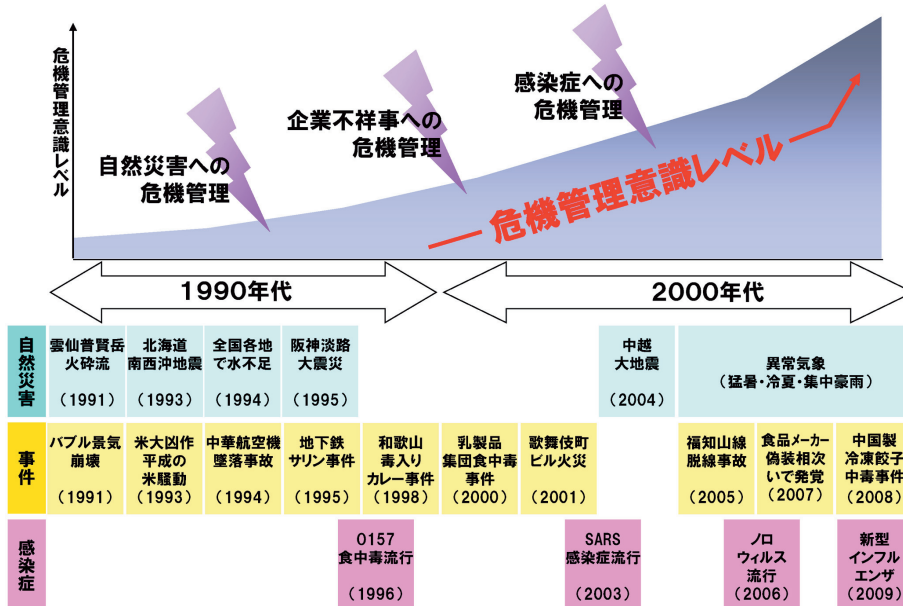 危機管理意識レベル
自然災害への
危機管理
企業不祥事への
危機管理
感染症への
危機管理
危機管理意識レベル
1990年代
2000年代
自然災害
雲仙普賢岳
火砕流
(1991)
北海道
南西沖地震
(1993)
全国各地
で水不足
(1994)
阪神淡路
大震災
(1995)
中越
大地震
(2004)
異常気象
(猛暑・冷夏・集中豪雨)
事件
バブル景気
崩壊
(1991)
米大凶作
平成の
米騒動
(1993)
中華航空機
墜落事故
(1994)
地下鉄
サリン事件
(1995)
和歌山
毒入り
カレー事件
(1998)
乳製品
集団食中毒
事件
(2000)
歌舞伎町
ビル火災
(2001)
福知山線
脱線事故
(2005)
食品メーカー
偽装相次
いで発覚
(2007)
中国製
冷凍餃子
中毒事件
(2008)
感染症
O157
食中毒流行
(1996)
SARS
感染症流行
(2003)
ノロ
ウィルス
流行
(2006)
新型
インフル
エンザ
(2009)